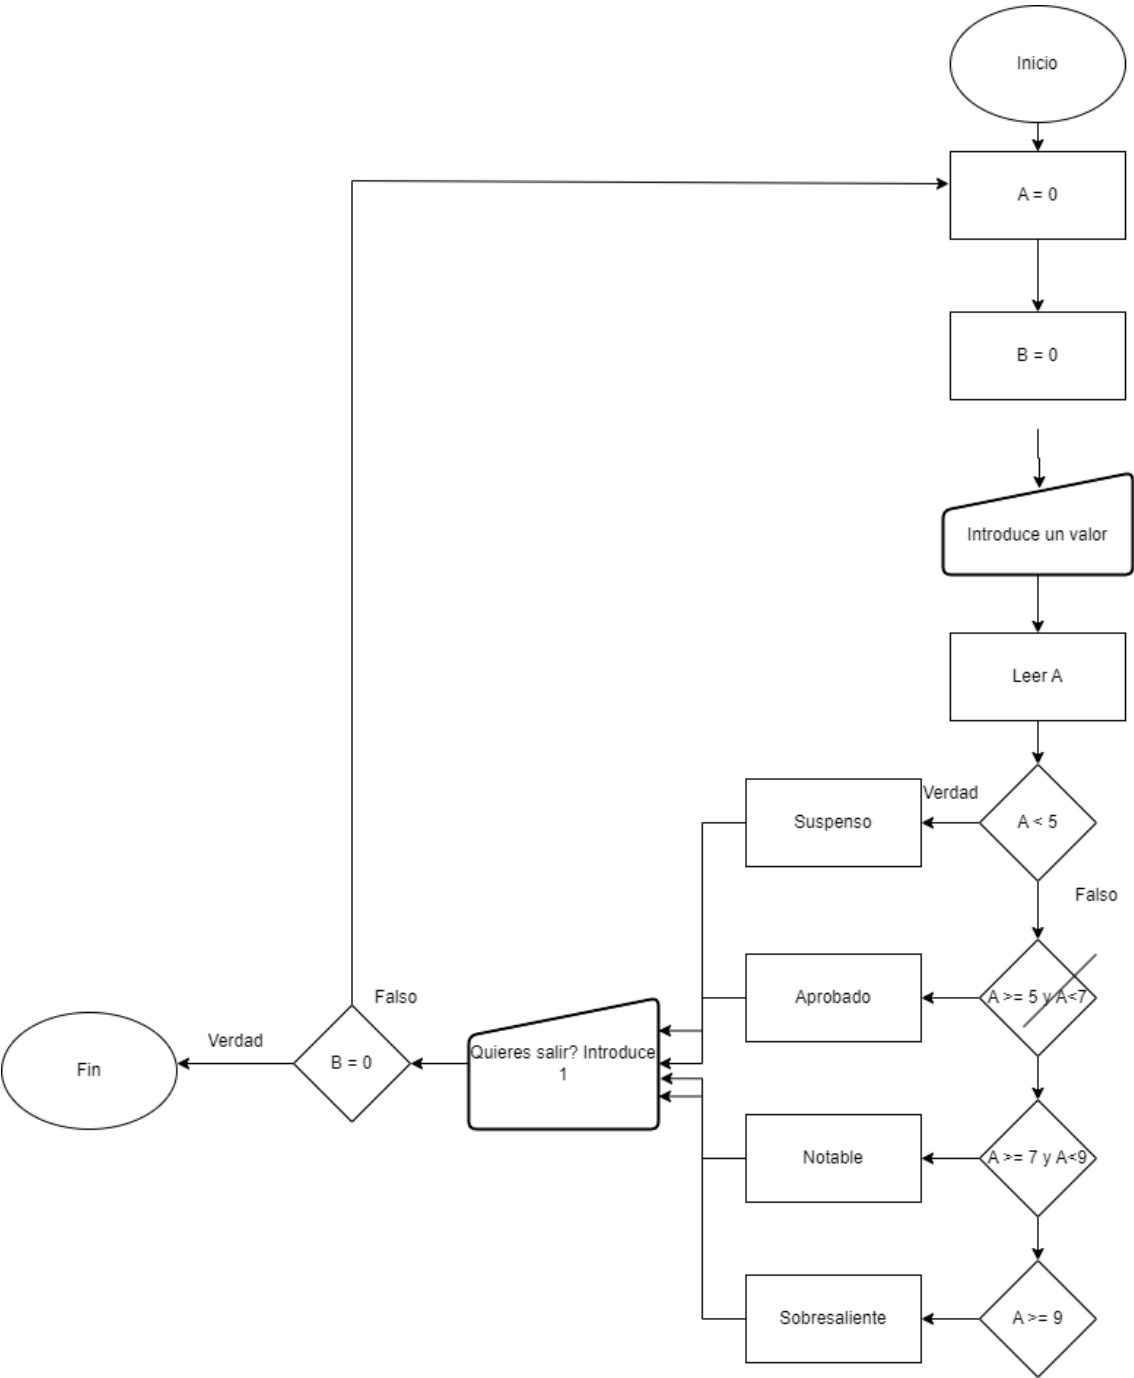 Inicio
A = 0
B = 0
Introduce un valor
Leer A
Verdad
Suspenso
A < 5
Falso
Aprobado
A >= 5 y A<7
Falso
Verdad
Quieres salir? Introduce
1
B = 0
Fin
Notable
A >= 7 y A<9
Sobresaliente
A >= 9